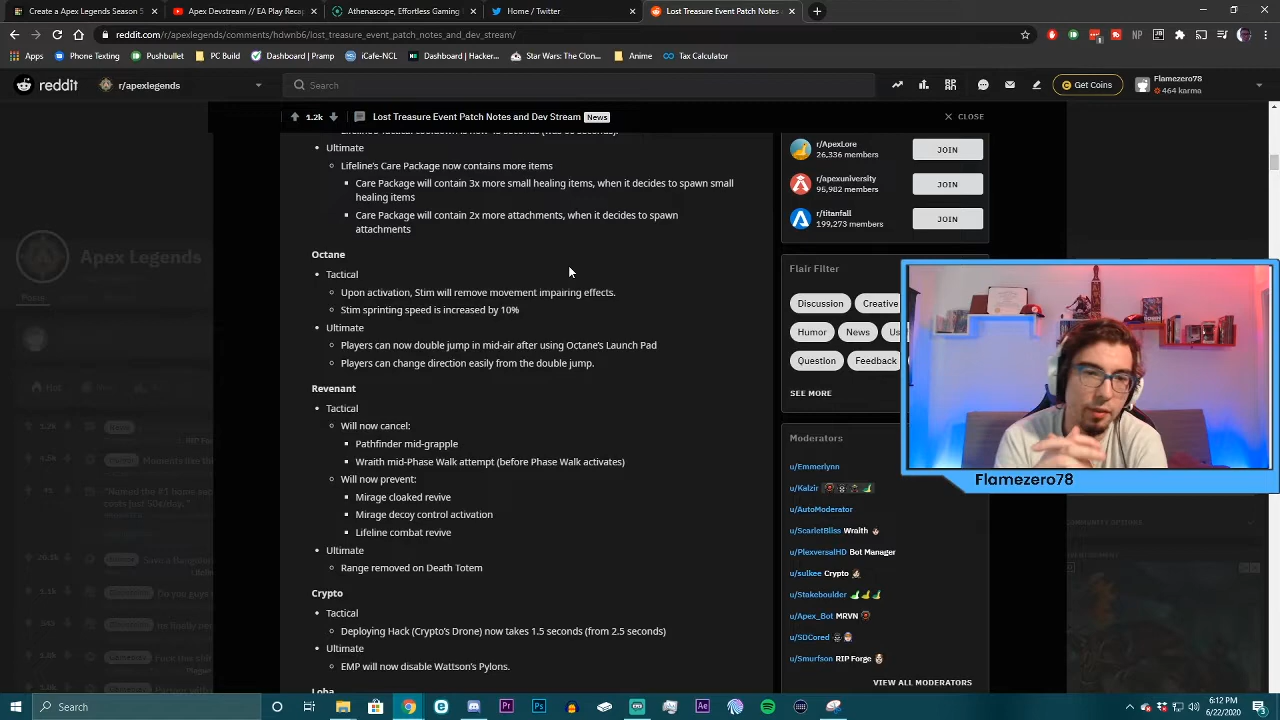 Create a Apex Legends Season 5
Apex Devstream // EA Play Recap
Athenascope, Effortless Gaming
Home / Twitter
Lost Treasure Event Patch Notes
reddit.com/r/apexlegends/comments/hdwnb6/lost_treasure_event_patch_notes_and_dev_stream/
Apps
Phone Texting
Pushbullet
PC Build
Dashboard | Pramp
iCafe-NCL
Dashboard | Hacker...
Star Wars: The Clon...
Anime
Tax Calculator
reddit
r/apexlegends
Search
Get Coins
Flamezero78
464 karma
1.2k
Lost Treasure Event Patch Notes and Dev Stream
News
CLOSE
Ultimate
Lifeline's Care Package now contains more items
Care Package will contain 3x more small healing items, when it decides to spawn small
healing items
Care Package will contain 2x more attachments, when it decides to spawn
attachments
Octane
Tactical
Upon activation, Stim will remove movement impairing effects.
Stim sprinting speed is increased by 10%
Ultimate
Players can now double jump in mid-air after using Octane's Launch Pad
Players can change direction easily from the double jump.
Revenant
Tactical
Will now cancel:
Pathfinder mid-grapple
Wraith mid-Phase Walk attempt (before Phase Walk activates)
Will now prevent:
Mirage cloaked revive
Mirage decoy control activation
Lifeline combat revive
Ultimate
Range removed on Death Totem
Crypto
Tactical
Deploying Hack (Crypto's Drone) now takes 1.5 seconds (from 2.5 seconds)
Ultimate
EMP will now disable Wattson's Pylons.
Loba
r/ApexLore
26,336 members
JOIN
r/apexuniversity
96,982 members
JOIN
r/titanfall
199,273 members
JOIN
Flair Filter
Discussion
Creative
Humor
News
Us
Question
Feedback
SEE MORE
Moderators
u/Emmerlynn
u/Kalzir
u/AutoModerator
u/ScarletBliss Wraith
u/PlexversalHD Bot Manager
u/sulkee Crypto
u/Stakeboulder
u/Apex_Bot MRVN
u/SDCored
u/Smurfson RIP Forge
VIEW ALL MODERATORS
Apex Legends
Posts
Hot
Flamezero78
COMMUNITY OPTIONS
ADVERTISEMENT
Search
6:12 PM
6/22/2020